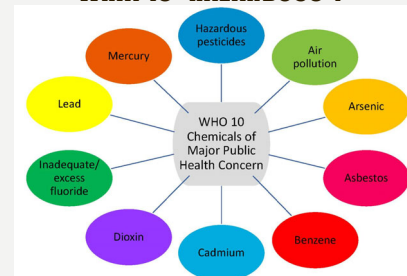 Hazardous
pesticides
Air
pollution
Arsenic
Asbestos
Benzene
Cadmium
Dioxin
Inadequate/
excess
fluoride
Lead
Mercury
WHO 10
Chemicals of
Major Public
Health Concern